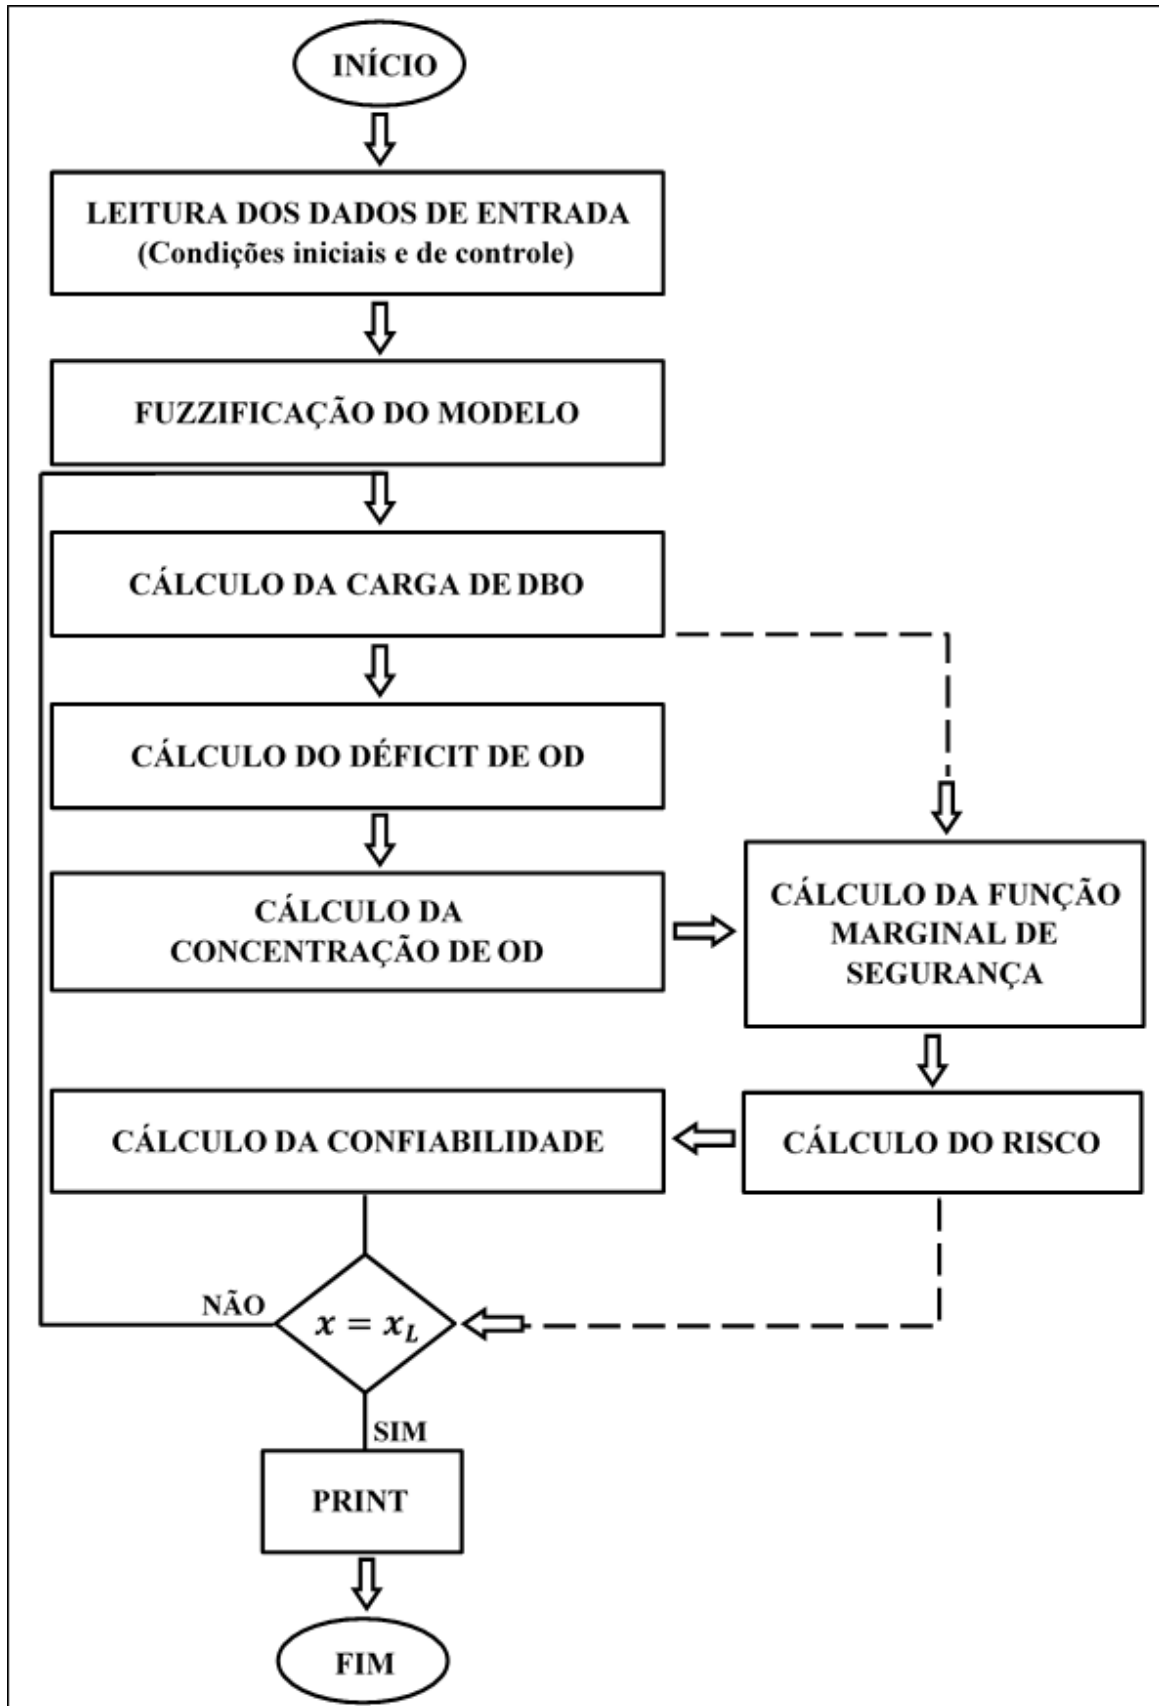 INÍCIO
LEITURA DOS DADOS DE ENTRADA
(Condições iniciais e de controle)
FUZZIFICAÇÃO DO MODELO
CÁLCULO DA CARGA DE DBO
CÁLCULO DO DÉFICIT DE OD
CÁLCULO DA
CONCENTRAÇÃO DE OD
CÁLCULO DA FUNÇÃO
MARGINAL DE
SEGURANÇA
CÁLCULO DO RISCO
CÁLCULO DA CONFIABILIDADE
NÃO
x = x_L
SIM
PRINT
FIM